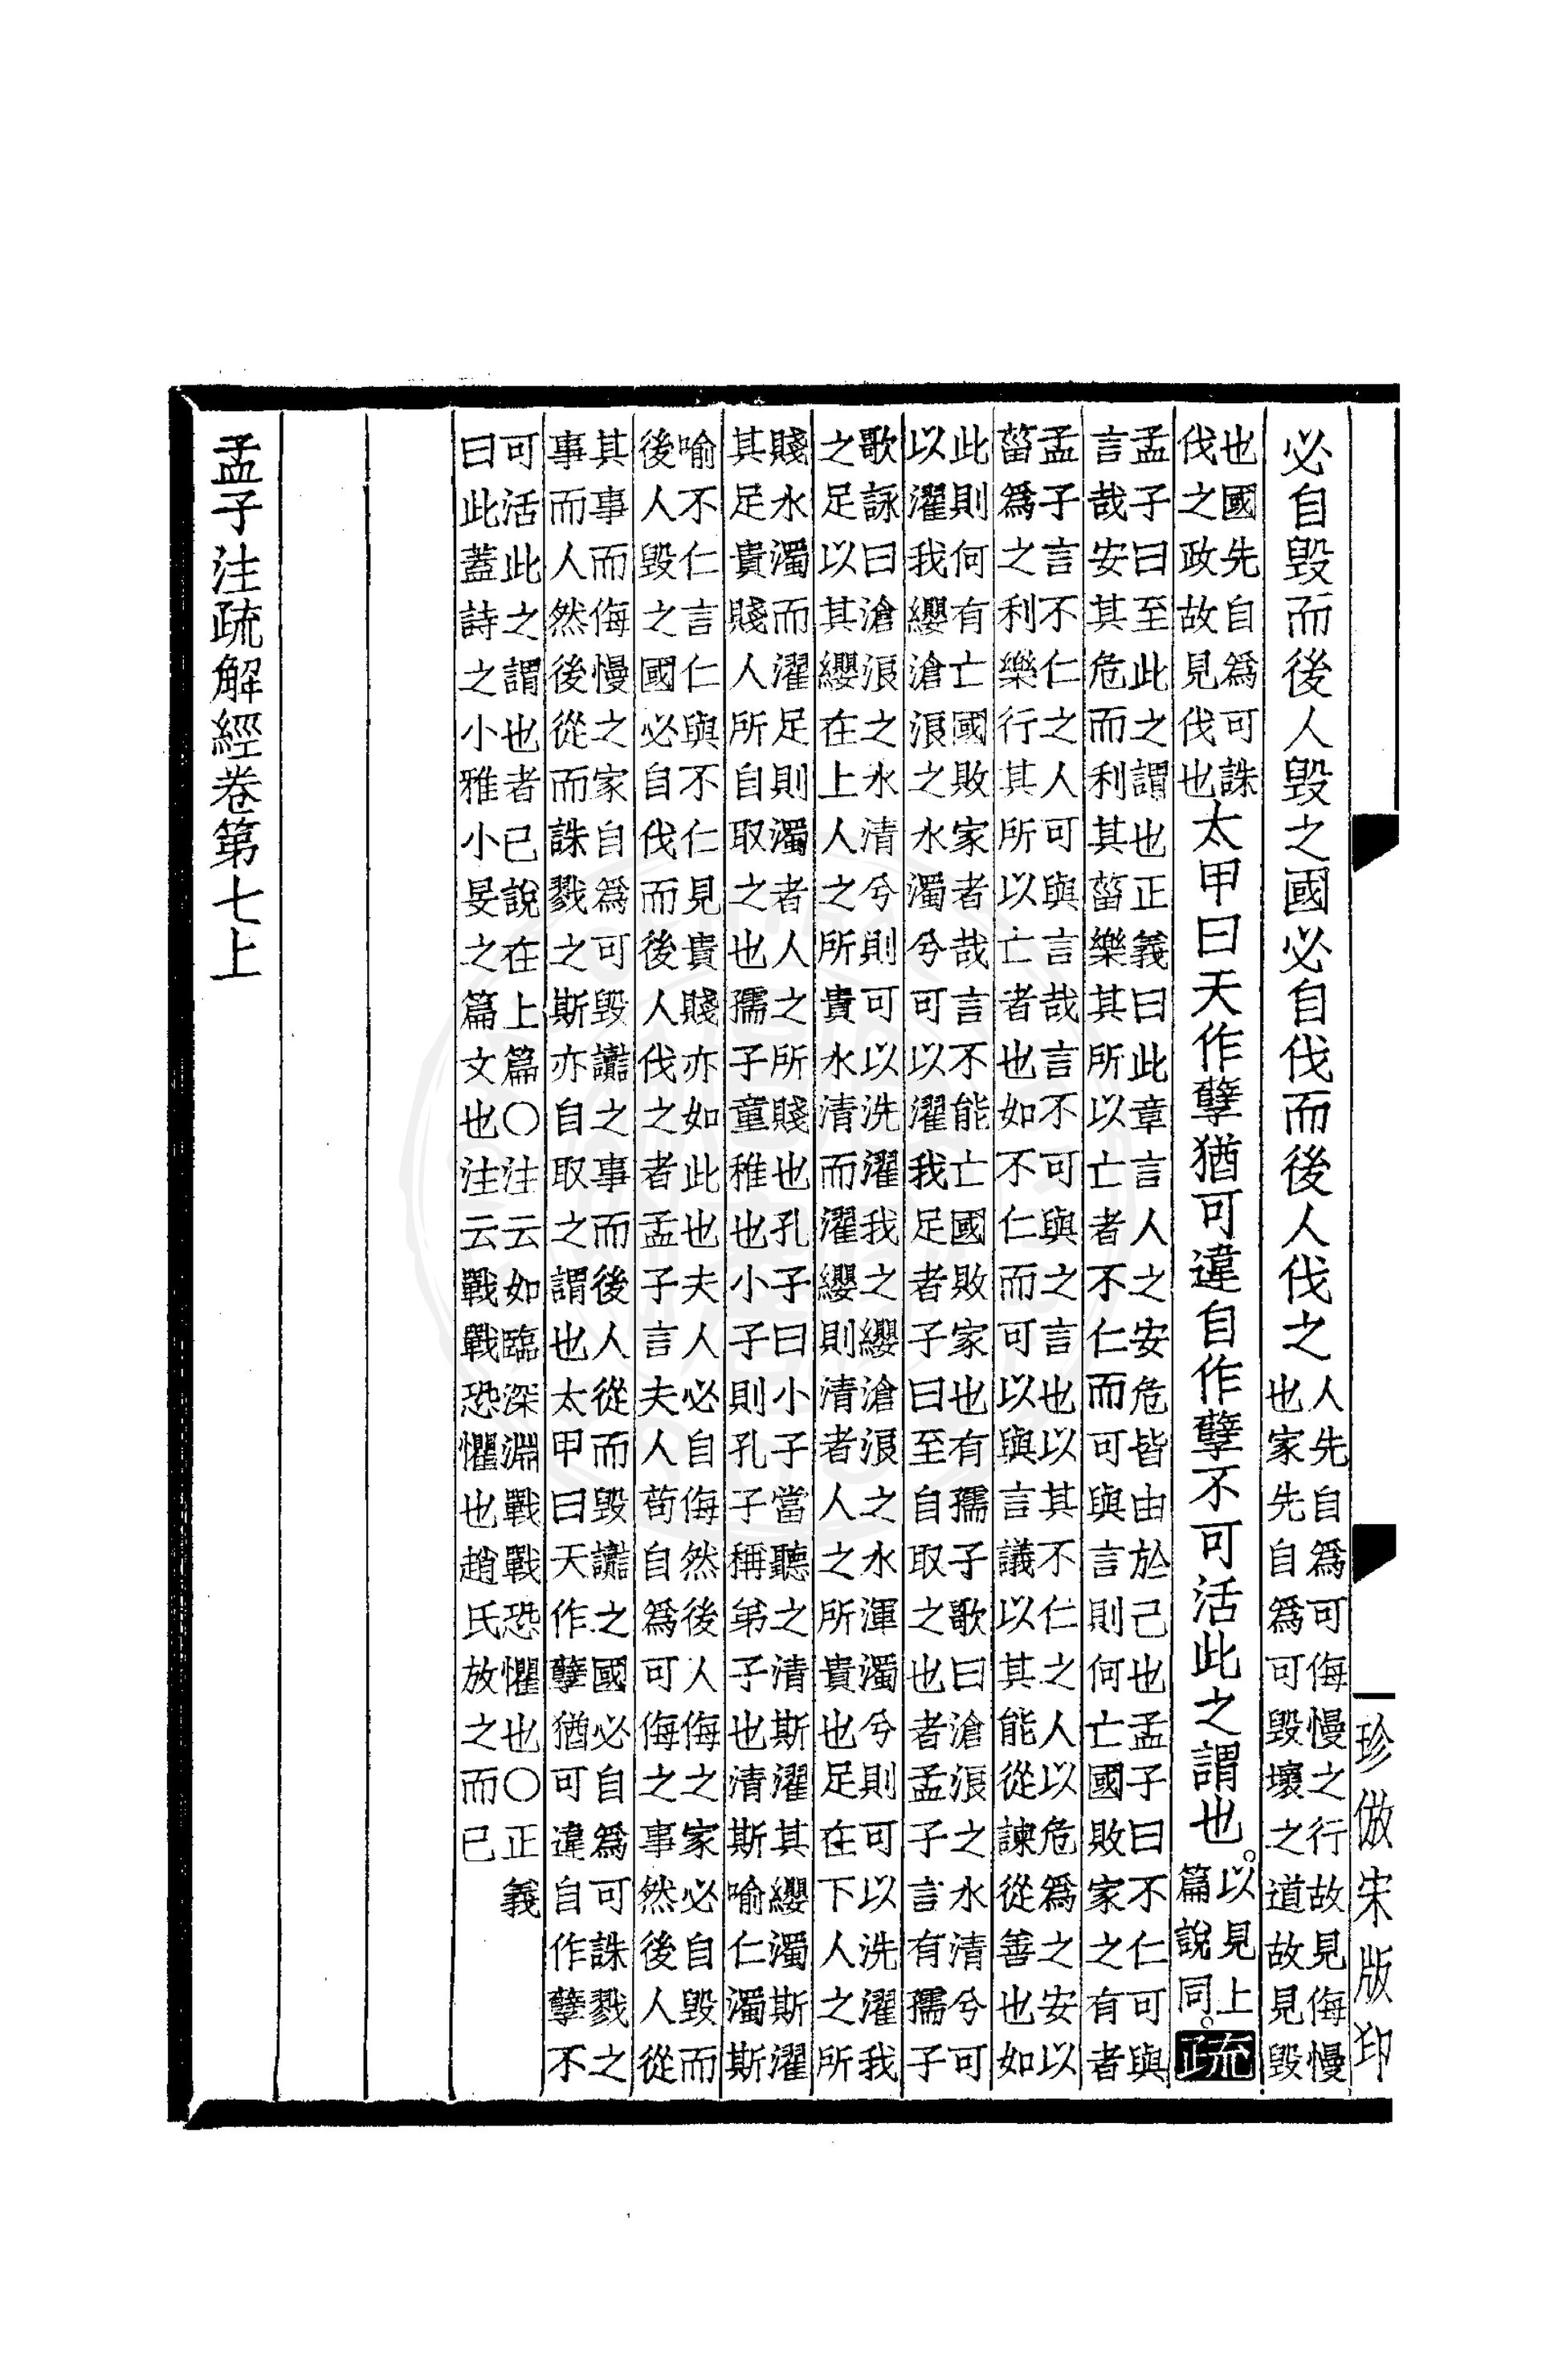 珍倣宋版印
必自毀而後人毀之國必自伐而後人伐之
人先自爲可侮慢之行故見侮慢
也家先自爲可毀壞之道故見毀
也國先自爲可誅
伐之政故見伐也
太甲曰天作孽猶可違自作孽不可活此之謂也。
以見上
篇說同。
疏
孟子曰至此之謂也正義曰此章言人之安危皆由於己也孟子曰不仁可與
言哉安其危而利其菑樂其所以亡者不仁而可與言則何亡國敗家之有者
孟子言不仁之人可與言哉言不可與之言也以其不仁之人以危爲之安以
菑爲之利樂行其所以亡者也如不仁而可以與言議以其能從諫從善也如
此則何有亡國敗家者哉言不能亡國敗家也有孺子歌曰滄浪之水清兮可
以濯我纓滄浪之水濁兮可以濯我足者子曰至自取之也者孟子言有孺子
歌詠曰滄浪之水清兮則可以洗濯我之纓滄浪之水渾濁兮則可以洗濯我
之足以其纓在上人之所貴水清而濯纓則清者人之所貴也足在下人之所
賤水濁而濯足則濁者人之所賤也孔子曰小子當聽之清斯濯其纓濁斯濯
其足貴賤人所自取之也孺子童稚也小子則孔子稱弟子也清斯喻仁濁斯
喻不仁言仁與不仁見貴賤亦如此也夫人必自侮然後人侮之家必自毀而
後人毀之國必自伐而後人伐之者孟子言夫人苟自爲可侮之事然後人從
其事而侮慢之家自爲可毀讟之事而後人從而毀讟之國必自爲可誅戮之
事而人然後從而誅戮之斯亦自取之謂也太甲曰天作孽猶可違自作孽不
可活此之謂也者已說在上篇〇注云如臨深淵戰戰恐懼也〇正義
曰此蓋詩之小雅小旻之篇文也注云戰戰恐懼也趙氏放之而已
孟子注疏解經卷第七上